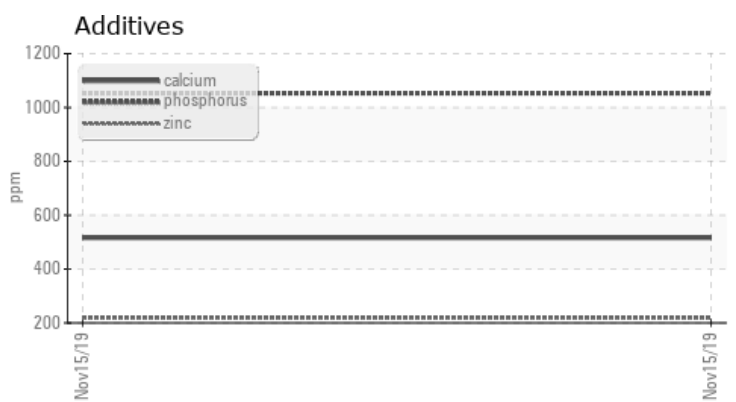 Additives
1200
1000
800
600
400
200
ppm
calcium
phosphorus
zinc
Nov15/19
Nov15/19